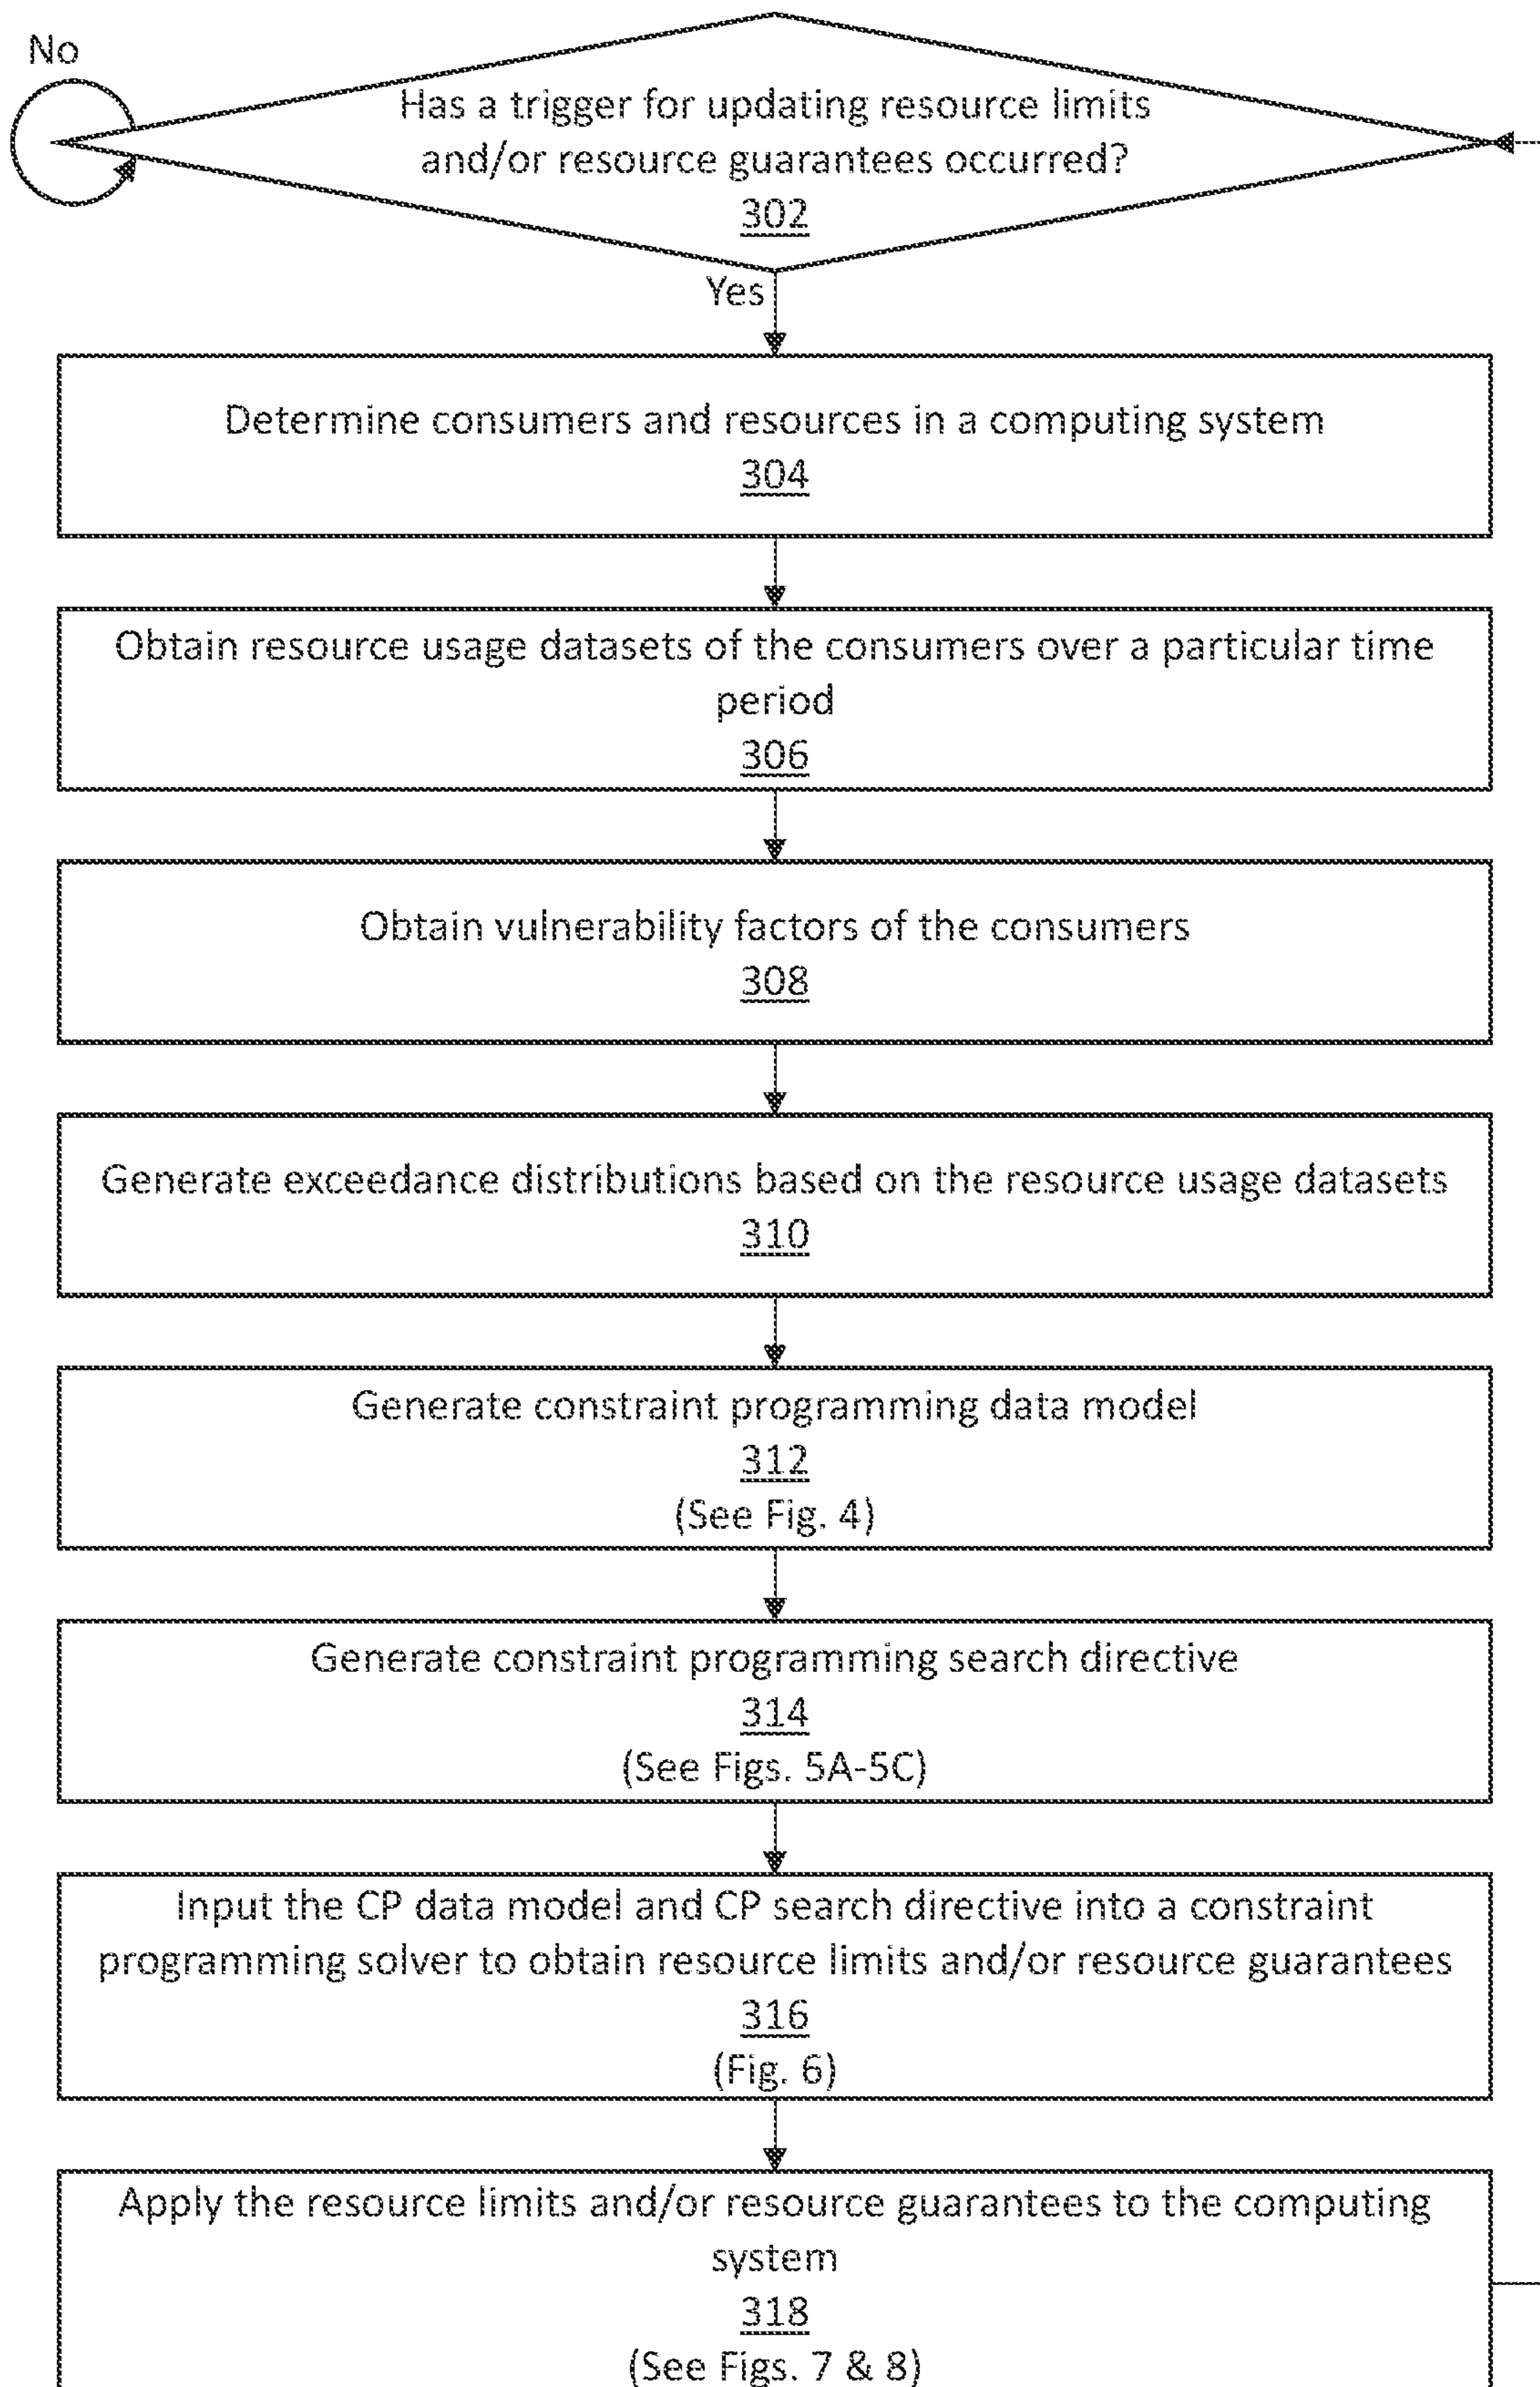 No
Has a trigger for updating resource limits
and/or resource guarantees occurred?
302
Yes
Determine consumers and resources in a computing system
304
Obtain resource usage datasets of the consumers over a particular time
period
306
Obtain vulnerability factors of the consumers
308
Generate exceedance distributions based on the resource usage datasets
310
Generate constraint programming data model
312
(See Fig. 4)
Generate constraint programming search directive
314
(See Figs. 5A-5C)
Input the CP data model and CP search directive into a constraint
programming solver to obtain resource limits and/or resource guarantees
316
(Fig. 6)
Apply the resource limits and/or resource guarantees to the computing
system
318
(See Figs. 7 & 8)